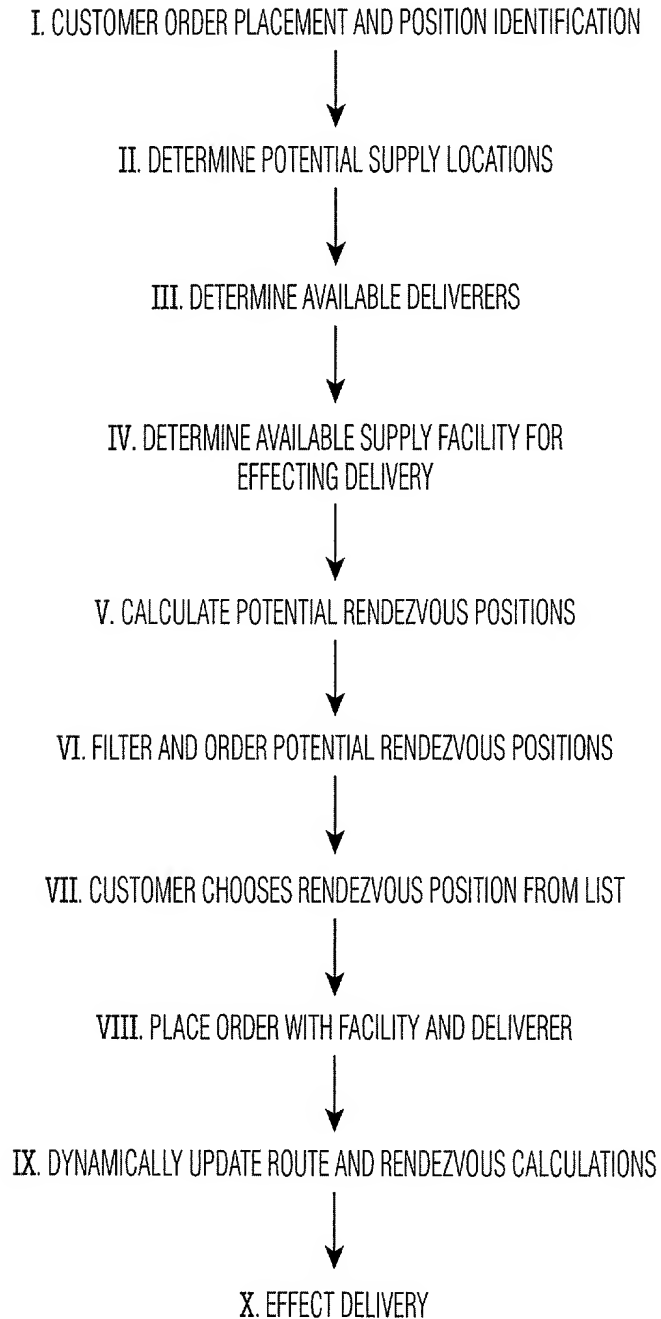 I. CUSTOMER ORDER PLACEMENT AND POSITION IDENTIFICATION
II. DETERMINE POTENTIAL SUPPLY LOCATIONS
III. DETERMINE AVAILABLE DELIVERERS
IV. DETERMINE AVAILABLE SUPPLY FACILITY FOR
EFFECTING DELIVERY
V. CALCULATE POTENTIAL RENDEZVOUS POSITIONS
VI. FILTER AND ORDER POTENTIAL RENDEZVOUS POSITIONS
VII. CUSTOMER CHOOSES RENDEZVOUS POSITION FROM LIST
VIII. PLACE ORDER WITH FACILITY AND DELIVERER
IX. DYNAMICALLY UPDATE ROUTE AND RENDEZVOUS CALCULATIONS
X. EFFECT DELIVERY